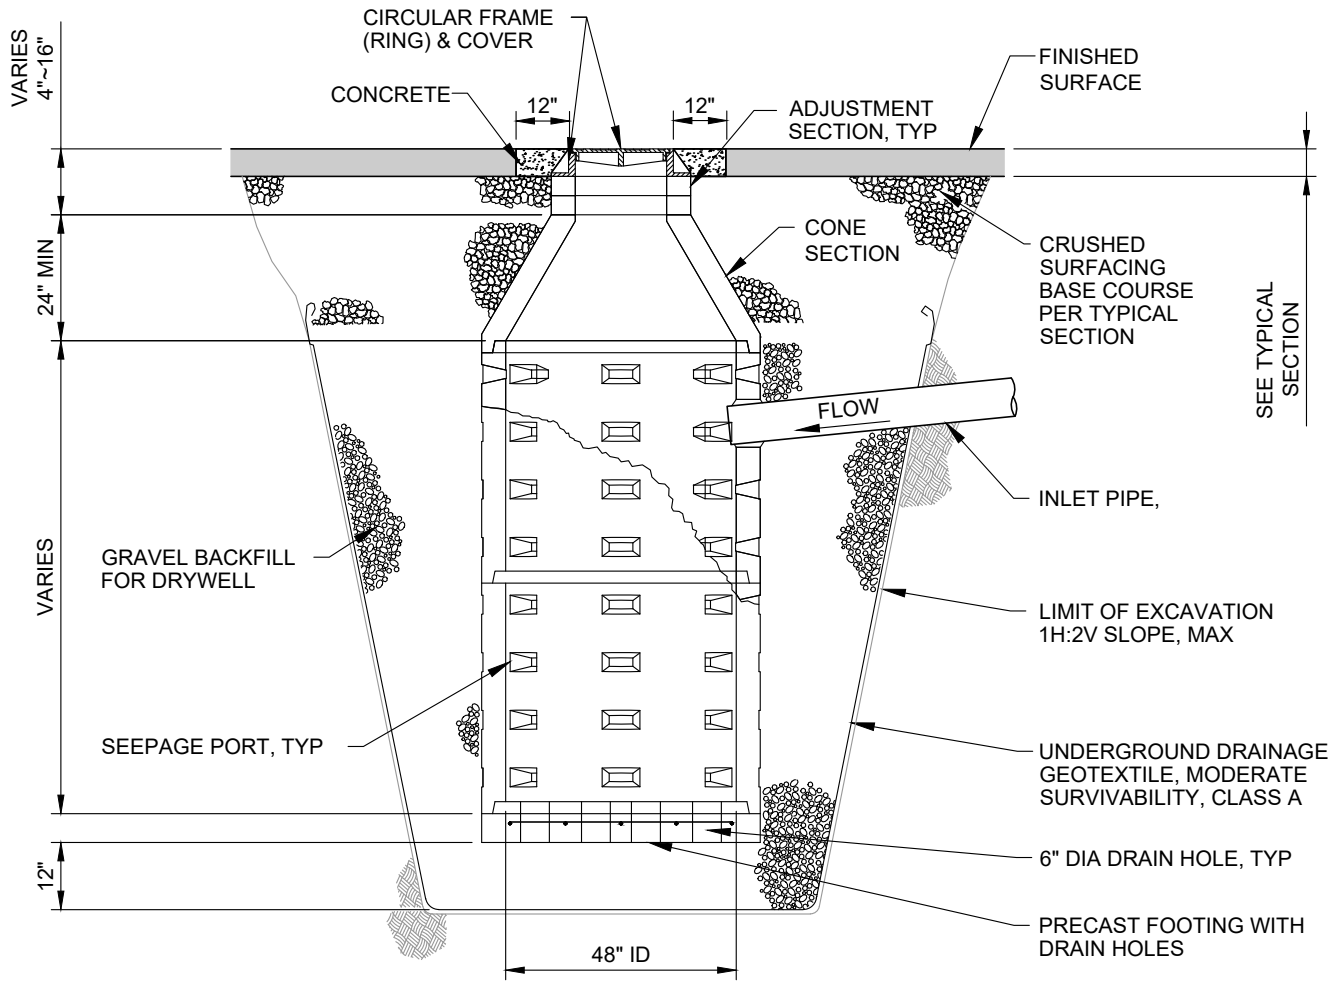 CIRCULAR FRAME
(RING) & COVER
VARIES
4"~16"
FINISHED
SURFACE
CONCRETE
12"
12"
ADJUSTMENT
SECTION, TYP
24" MIN
CONE
SECTION
CRUSHED
SURFACING
BASE COURSE
PER TYPICAL
SECTION
SEE TYPICAL
SECTION
FLOW
INLET PIPE,
GRAVEL BACKFILL
FOR DRYWELL
VARIES
LIMIT OF EXCAVATION
1H:2V SLOPE, MAX
SEEPAGE PORT, TYP
UNDERGROUND DRAINAGE
GEOTEXTILE, MODERATE
SURVIVABILITY, CLASS A
12"
6" DIA DRAIN HOLE, TYP
PRECAST FOOTING WITH
DRAIN HOLES
48" ID